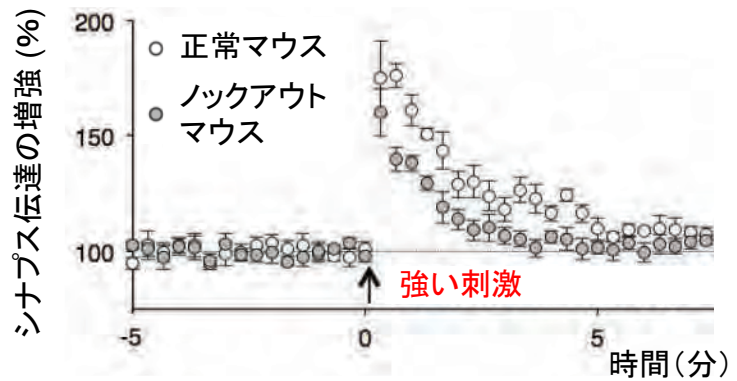 シナプス伝達の増強 (%)
200
150
100
正常マウス
ノックアウト
マウス
強い刺激
-5
0
5
時間(分)